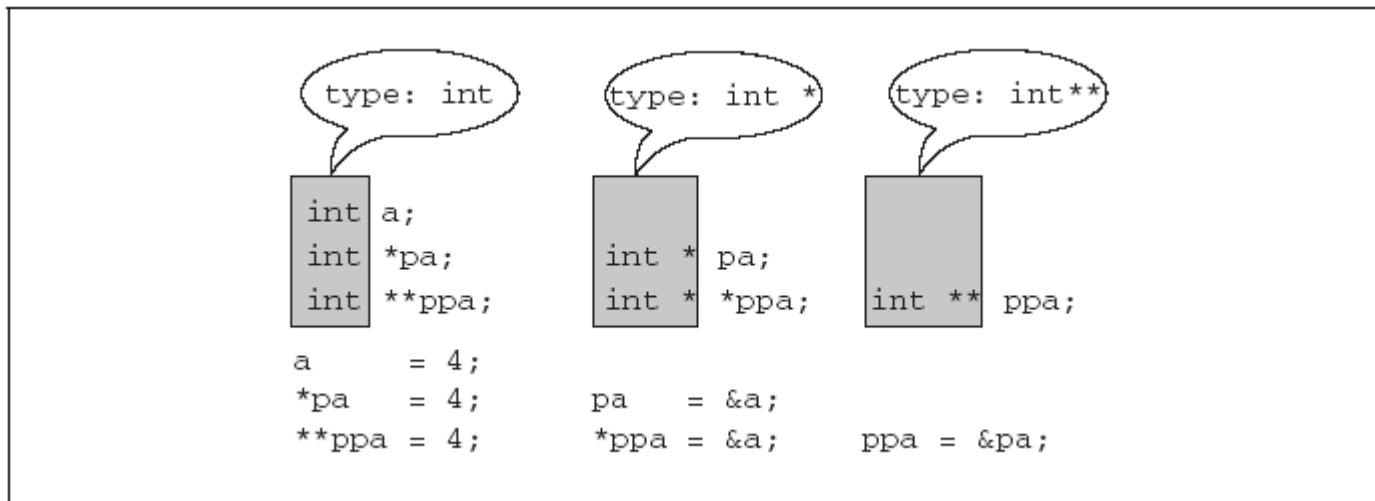 type: int
type: int *
type: int**
int a;
int *pa;
int **ppa;
int * pa;
int * *ppa;
int ** ppa;
a = 4;
*pa = 4;
**ppa = 4;
pa = &a;
*ppa = &a;
ppa = &pa;